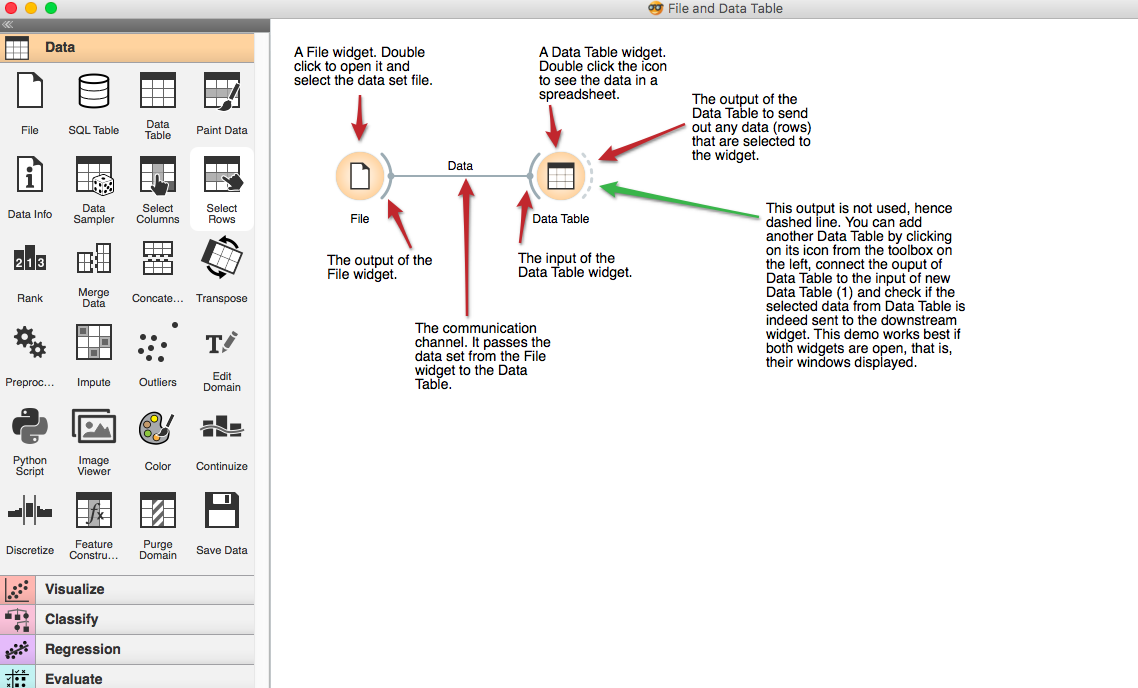 File and Data Table
Data
File
SQL Table
Data
Table
Paint Data
Data Info
Data
Sampler
Select
Columns
Select
Rows
Rank
Merge
Data
Concate...
Transpose
Preproc...
Impute
Outliers
Edit
Domain
Python
Script
Image
Viewer
Color
Continuize
Discretize
Feature
Constru...
Purge
Domain
Save Data
Visualize
Classify
Regression
Evaluate
A File widget. Double
click to open it and
select the data set file.
A Data Table widget.
Double click the icon
to see the data in a
spreadsheet.
The output of the
Data Table to send
out any data (rows)
that are selected to
the widget.
Data
File
Data Table
The output of the
File widget.
The input of the
Data Table widget.
The communication
channel. It passes the
data set from the File
widget to the Data
Table.
This output is not used, hence
dashed line. You can add
another Data Table by clicking
on its icon from the toolbox on
the left, connect the ouput of
Data Table to the input of new
Data Table (1) and check if the
selected data from Data Table is
indeed sent to the downstream
widget. This demo works best if
both widgets are open, that is,
their windows displayed.